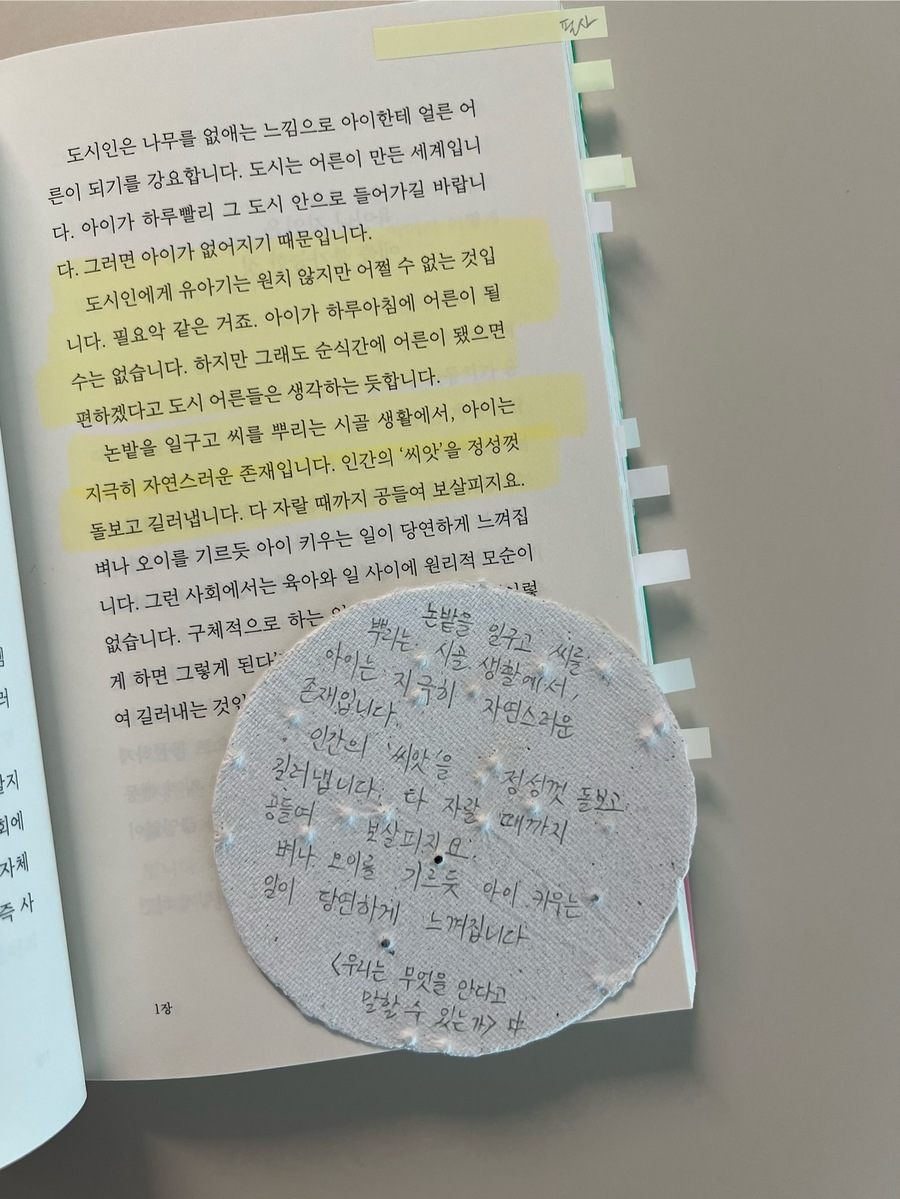 필사
도시인은 나무를 없애는 느낌으로 아이한테 얼른 어
른이 되기를 강요합니다. 도시는 어른이 만든 세계입니
다. 아이가 하루빨리 그 도시 안으로 들어가길 바랍니
다. 그러면 아이가 없어지기 때문입니다.
도시인에게 유아기는 원치 않지만 어쩔 수 없는 것입
니다. 필요악 같은 거죠. 아이가 하루아침에 어른이 될
수는 없습니다. 하지만 그래도 순식간에 어른이 됐으면
편하겠다고 도시 어른들은 생각하는 듯합니다.
논밭을 일구고 씨를 뿌리는 시골 생활에서, 아이는
지극히 자연스러운 존재입니다. 인간의 ‘씨앗’을 정성껏
돌보고 길러냅니다. 다 자랄 때까지 공들여 보살피지요.
벼나 오이를 기르듯 아이 키우는 일이 당연하게 느껴집
니다. 그런 사회에서는 육아와 일 사이에 원리적 모순이
없습니다. 구체적으로 하는
게 하면 그렇게 된다’
여 길러내는 것
1장
할지
회에
자체
즉 사
논밭을 일구고 씨를
뿌리는 시골 생활에서,
아이는 지극히 자연스러운
존재입니다.
인간의 ‘씨앗’을 정성껏 돌보고
길러냅니다. 다 자랄 때까지
공들여 보살피지요.
벼나 오이를 기르듯 아이 키우는
일이 당연하게 느껴집니다
<우리는 무엇을 안다고
말할 수 있는가> 中